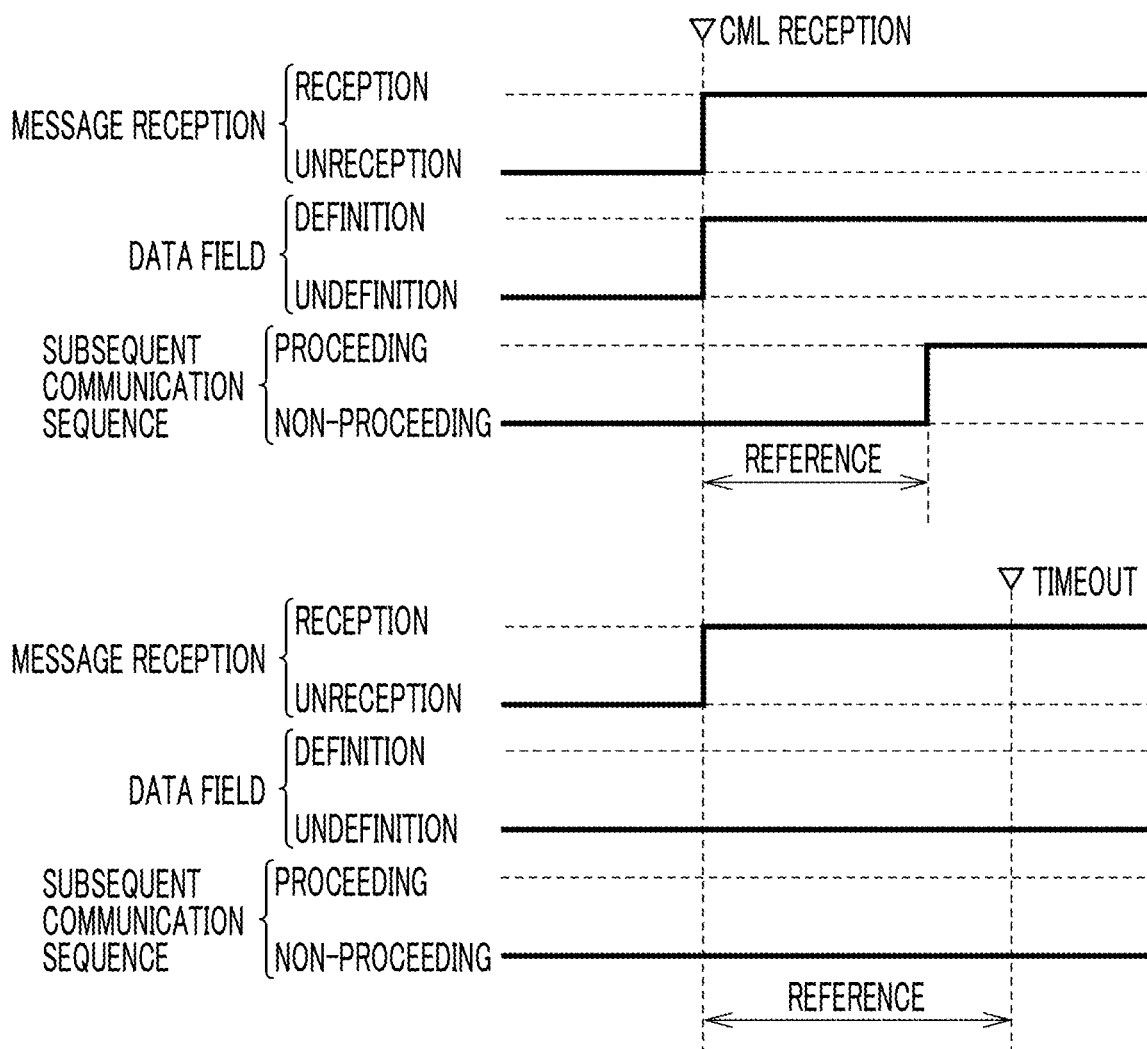 ▽ CML RECEPTION
MESSAGE RECEPTION
RECEPTION
UNRECEPTION
DATA FIELD
DEFINITION
UNDEFINITION
SUBSEQUENT
COMMUNICATION
SEQUENCE
PROCEEDING
NON-PROCEEDING
REFERENCE
▽ TIMEOUT
MESSAGE RECEPTION
RECEPTION
UNRECEPTION
DATA FIELD
DEFINITION
UNDEFINITION
SUBSEQUENT
COMMUNICATION
SEQUENCE
PROCEEDING
NON-PROCEEDING
REFERENCE